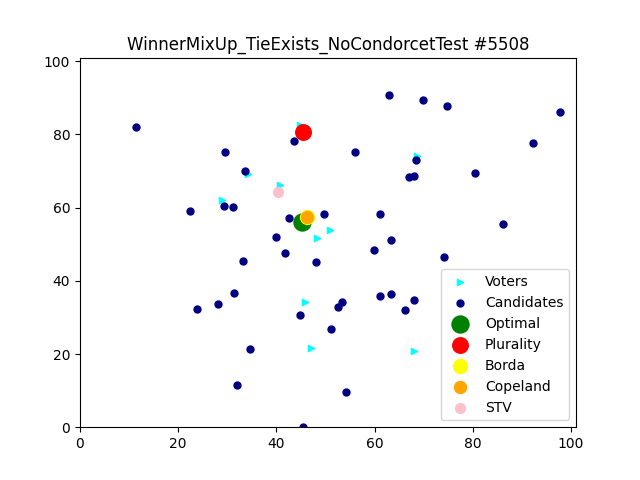 WinnerMixUp_TieExists_NoCondorcetTest #5508
100
80
60
40
20
0
0 20 40 60 80 100
Voters
Candidates
Optimal
Plurality
Borda
Copeland
STV